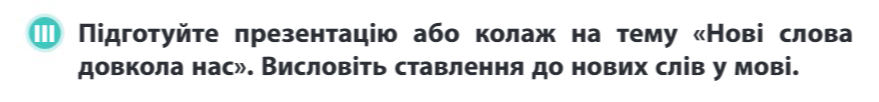 III Підготуйте презентацію або колаж на тему «Нові слова
довкола нас». Висловіть ставлення до нових слів у мові.